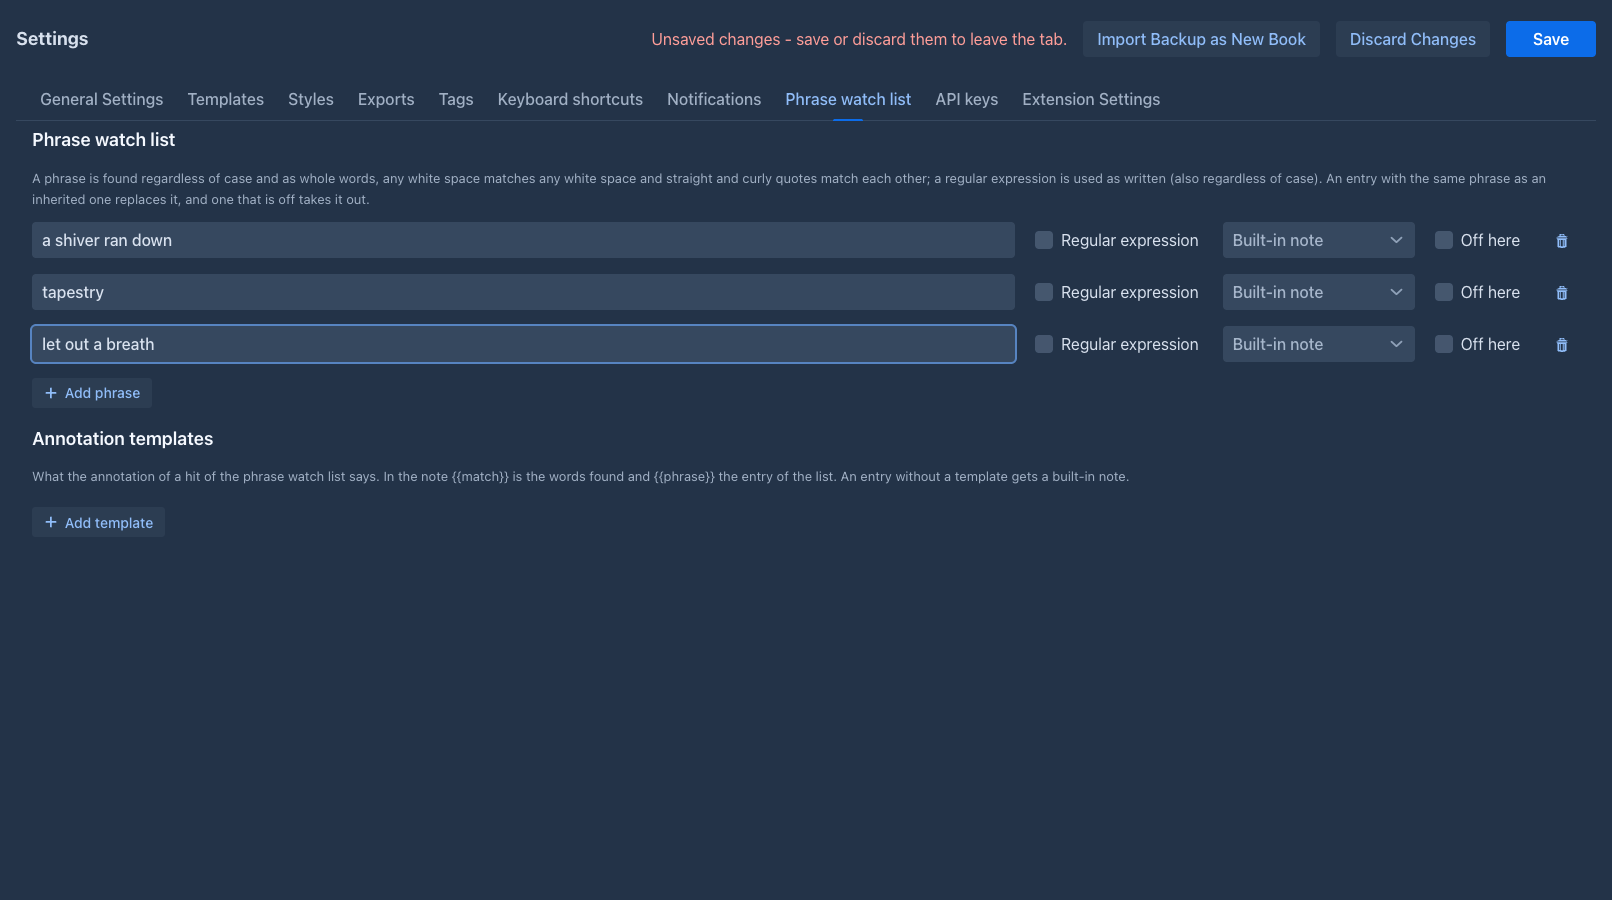 Settings
Unsaved changes - save or discard them to leave the tab.
Import Backup as New Book
Discard Changes
Save
General Settings
Templates
Styles
Exports
Tags
Keyboard shortcuts
Notifications
Phrase watch list
API keys
Extension Settings
Phrase watch list
A phrase is found regardless of case and as whole words, any white space matches any white space and straight and curly quotes match each other; a regular expression is used as written (also regardless of case). An entry with the same phrase as an
inherited one replaces it, and one that is off takes it out.
a shiver ran down
Regular expression
Built-in note
Off here
tapestry
Regular expression
Built-in note
Off here
let out a breath
Regular expression
Built-in note
Off here
+ Add phrase
Annotation templates
What the annotation of a hit of the phrase watch list says. In the note {{match}} is the words found and {{phrase}} the entry of the list. An entry without a template gets a built-in note.
+ Add template